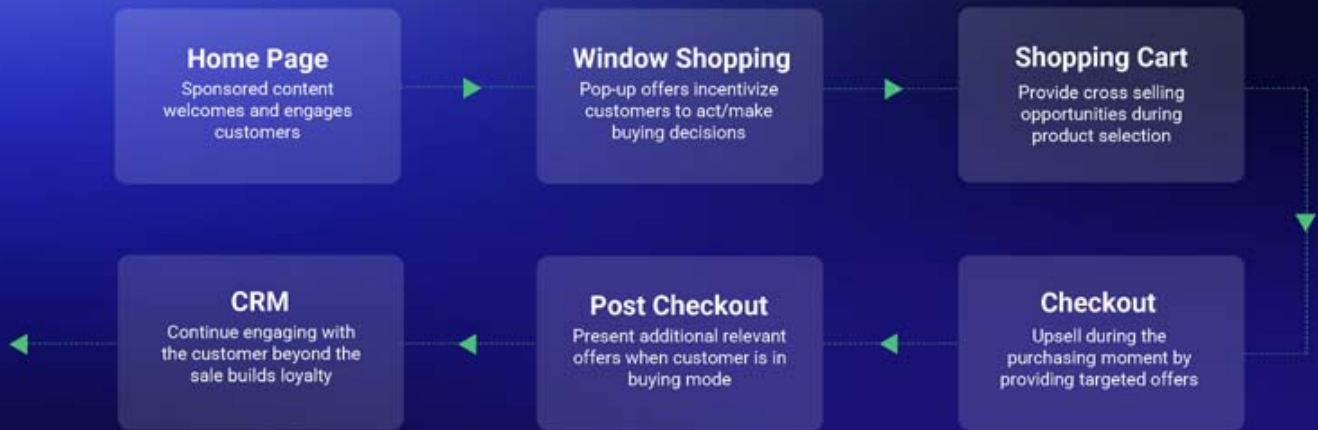 Home Page
Sponsored content
welcomes and engages
customers
Window Shopping
Pop-up offers incentivize
customers to act/make
buying decisions
Shopping Cart
Provide cross selling
opportunities during
product selection
Checkout
Upsell during the
purchasing moment by
providing targeted offers
Post Checkout
Present additional relevant
offers when customer is in
buying mode
CRM
Continue engaging with
the customer beyond the
sale builds loyalty